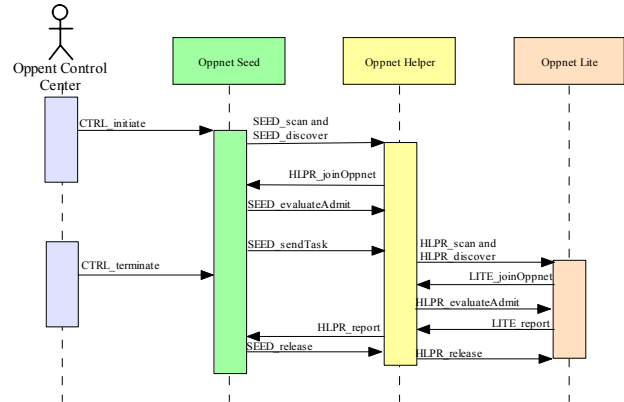 Oppent Control
Center
Oppnet Seed
Oppnet Helper
Oppnet Lite
CTRL_initiate
SEED_scan and
SEED_discover
HLPR_joinOppnet
SEED_evaluateAdmit
SEED_sendTask
HLPR_scan and
HLPR_discover
CTRL_terminate
LITE_joinOppnet
HLPR_evaluateAdmit
LITE_report
HLPR_report
SEED_release
HLPR_release